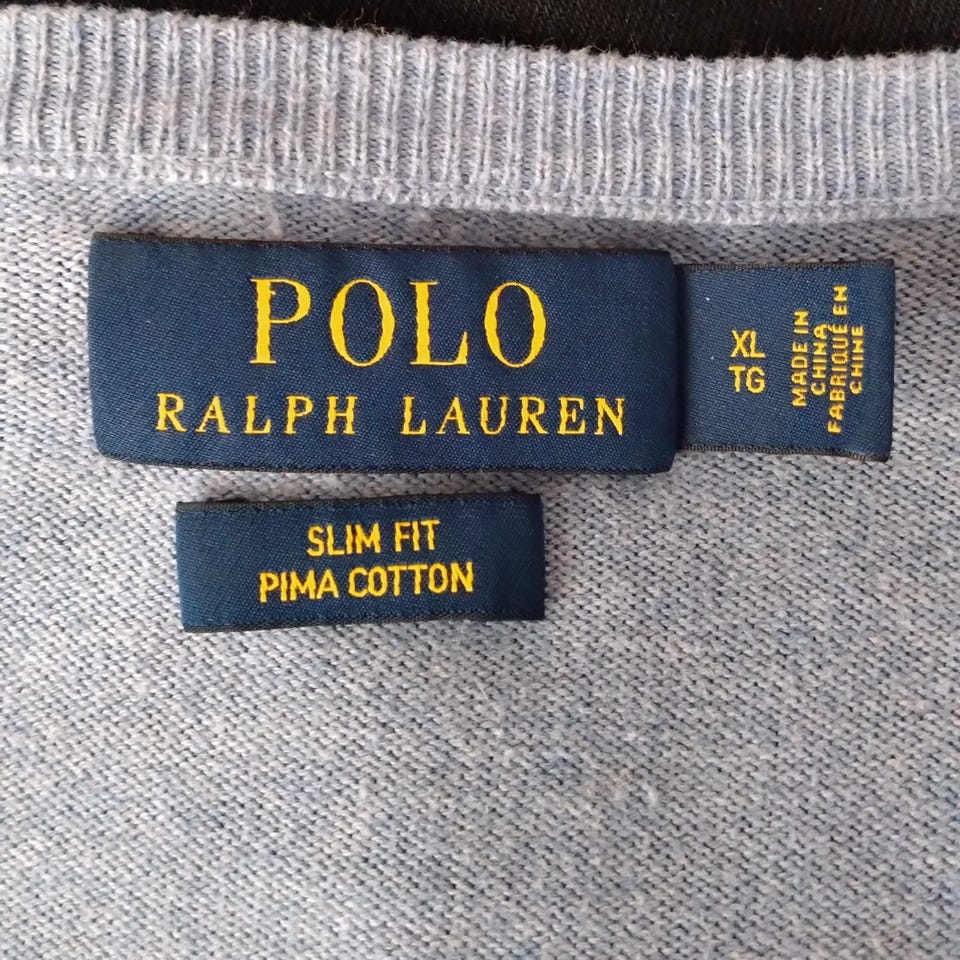 POLO
RALPH LAUREN
XL
TG
MADE IN
CHINA
FABRIQUÉ EN
CHINE
SLIM FIT
PIMA COTTON